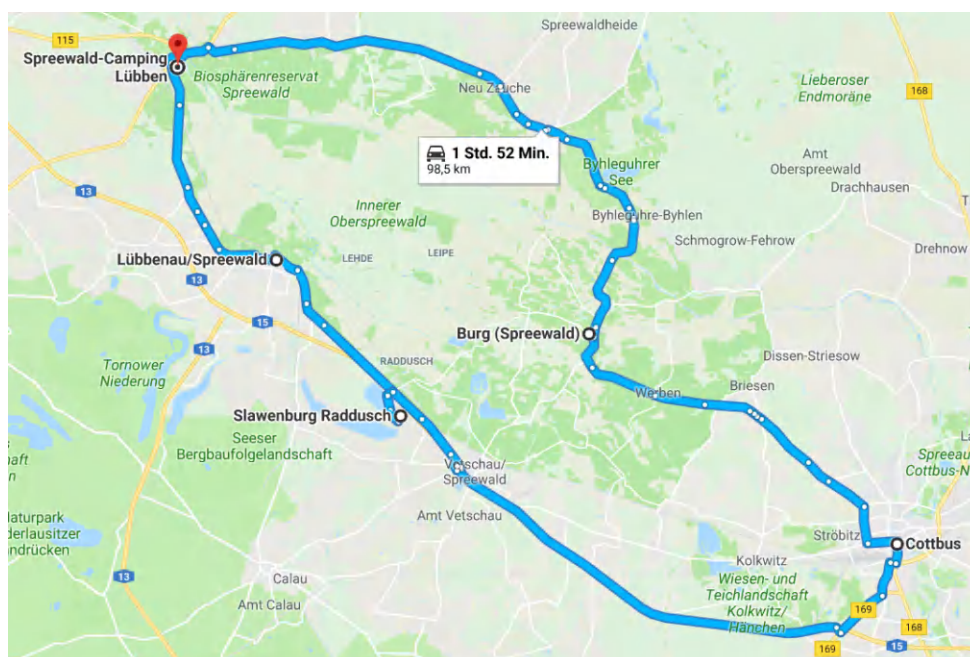 115
Spreewald-Camping
Lübben
Biosphärenreservat
Spreewald
Spreewaldheide
Neu Zauche
Lieberoser
Endmoräne
168
1 Std. 52 Min.
98,5 km
Byhleguhrer
See
Amt
Oberspreewald
Drachhausen
13
Innerer
Oberspreewald
Byhleguhre-Byhlen
Schmogrow-Fehrow
Drehnow
Lübbenau/Spreewald
LEHDE
LEIPE
13
15
Burg (Spreewald)
13
Tornower
Niederung
RADDUSCH
Dissen-Striesow
Werben
Briesen
Slawenburg Raddusch
Seeser
Bergbaufolgelandschaft
Vetschau/
Spreewald
Amt Vetschau
Ströbitz
Cottbus
Kolkwitz
Calau
Amt Calau
13
Wiesen- und
Teichlandschaft
Kolkwitz/
Hänchen
169
168
169
15